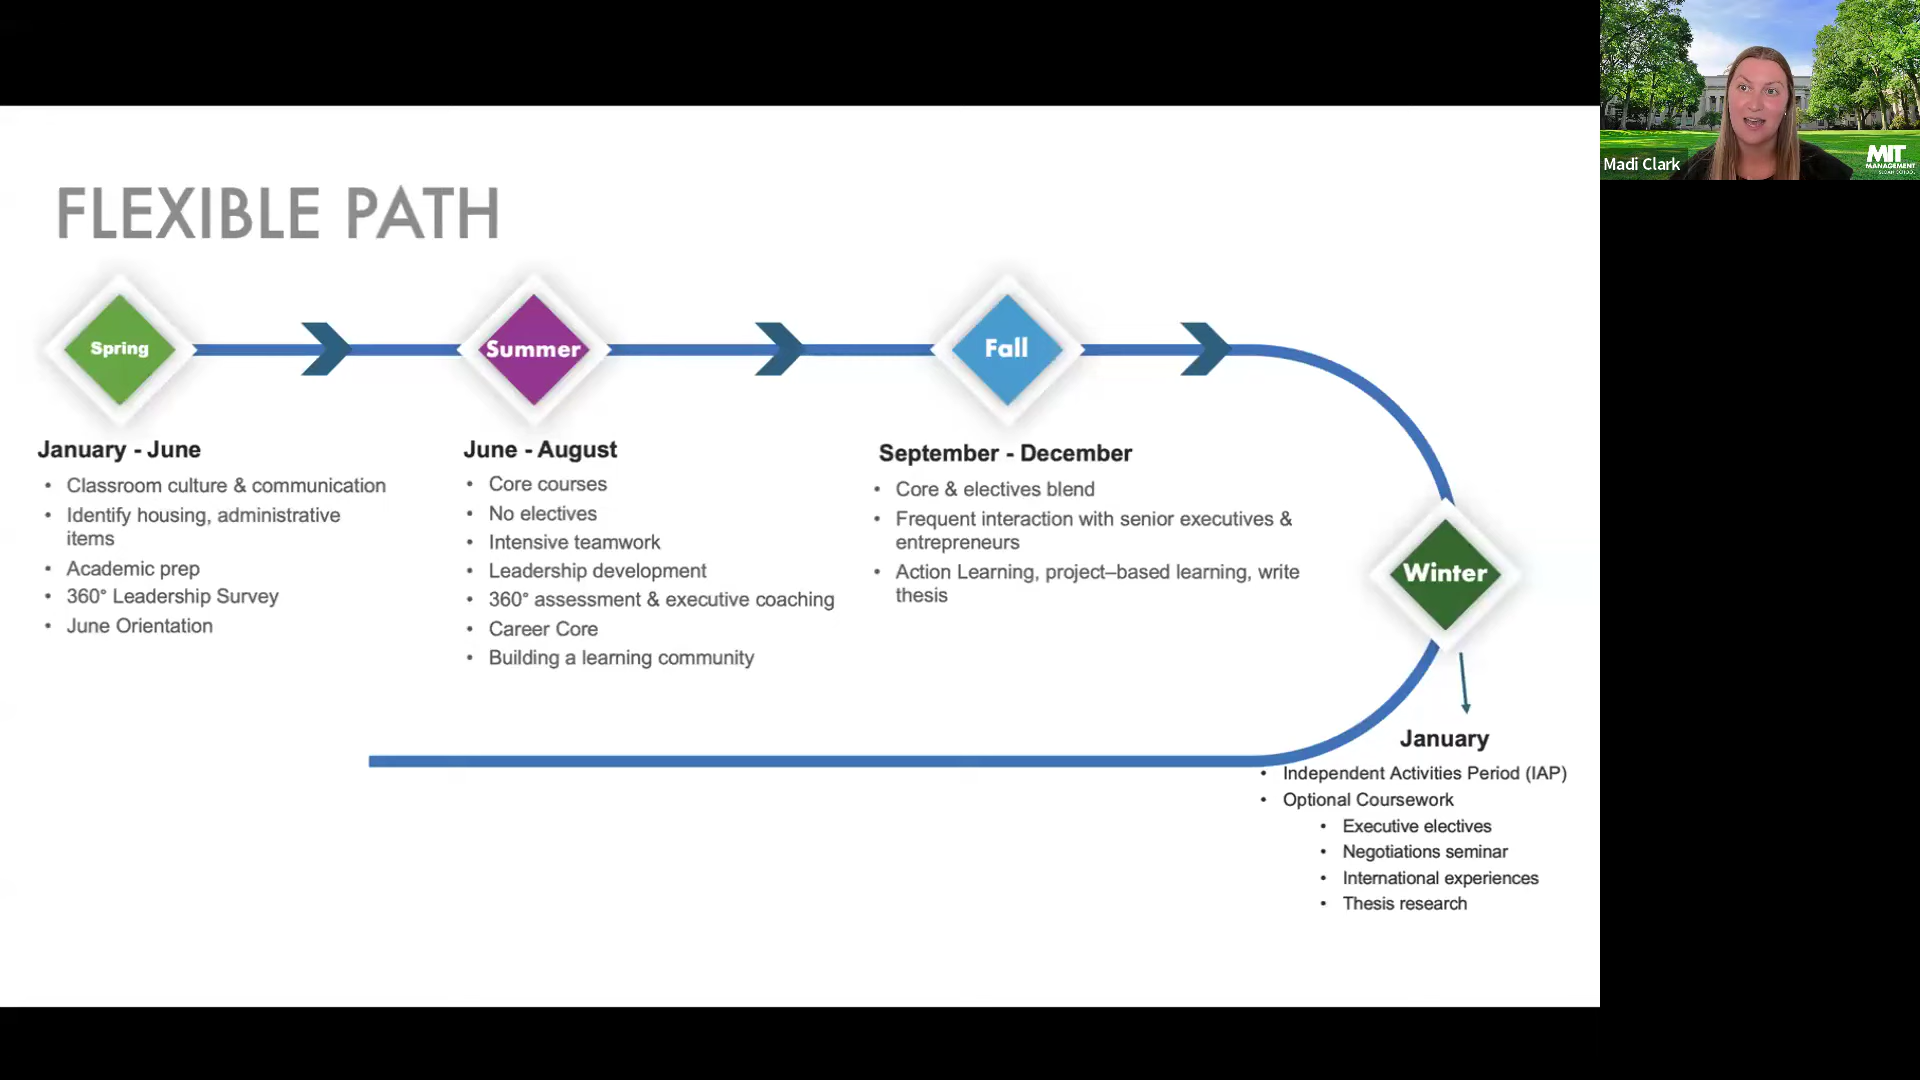 FLEXIBLE PATH
Spring
Summer
Fall
Winter
January - June
• Classroom culture & communication
• Identify housing, administrative
items
• Academic prep
• 360° Leadership Survey
• June Orientation
June - August
• Core courses
• No electives
• Intensive teamwork
• Leadership development
• 360° assessment & executive coaching
• Career Core
• Building a learning community
September - December
• Core & electives blend
• Frequent interaction with senior executives &
entrepreneurs
• Action Learning, project–based learning, write
thesis
January
• Independent Activities Period (IAP)
• Optional Coursework
• Executive electives
• Negotiations seminar
• International experiences
• Thesis research
Madi Clark
MIT
MANAGEMENT
SLOAN SCHOOL